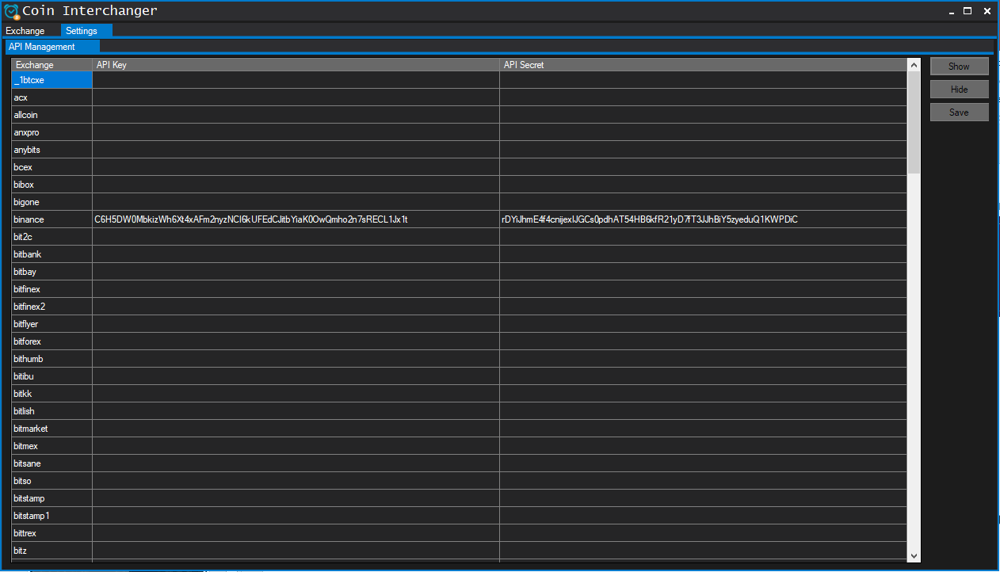 Coin Interchanger
Exchange Settings
API Management
Exchange API Key API Secret
Show
Hide
Save
_1btcxe
acx
allcoin
anxpro
anybits
bcex
bibox
bigone
binance
bit2c
bitbank
bitbay
bitfinex
bitfinex2
bitflyer
bitforex
bithumb
bitibu
bitkk
bitlish
bitmarket
bitmex
bitsane
bitso
bitstamp
bitstamp1
bittrex
bitz